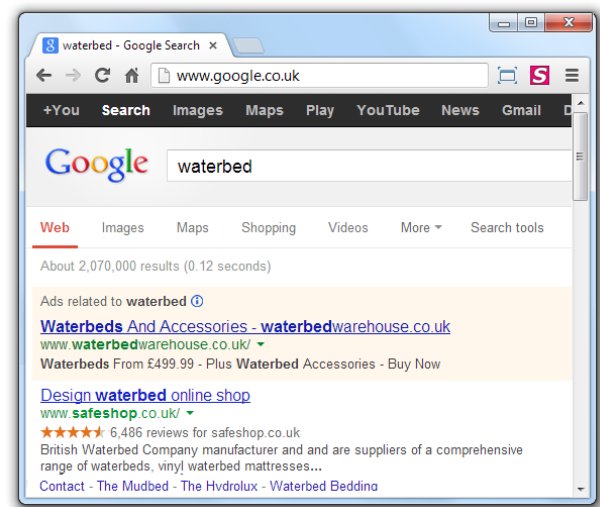 waterbed - Google Search ×
www.google.co.uk
+You Search Images Maps Play YouTube News Gmail D
Google waterbed
Web Images Maps Shopping Videos More Search tools
About 2,070,000 results (0.12 seconds)
Ads related to waterbed
Waterbeds And Accessories - waterbedwarehouse.co.uk
www.waterbedwarehouse.co.uk/
Waterbeds From £499.99 - Plus Waterbed Accessories - Buy Now
Design waterbed online shop
www.safeshop.co.uk/
6,486 reviews for safeshop.co.uk
British Waterbed Company manufacturer and and are suppliers of a comprehensive
range of waterbeds, vinyl waterbed mattresses...
Contact - The Mudbed - The Hydrolux - Waterbed Bedding